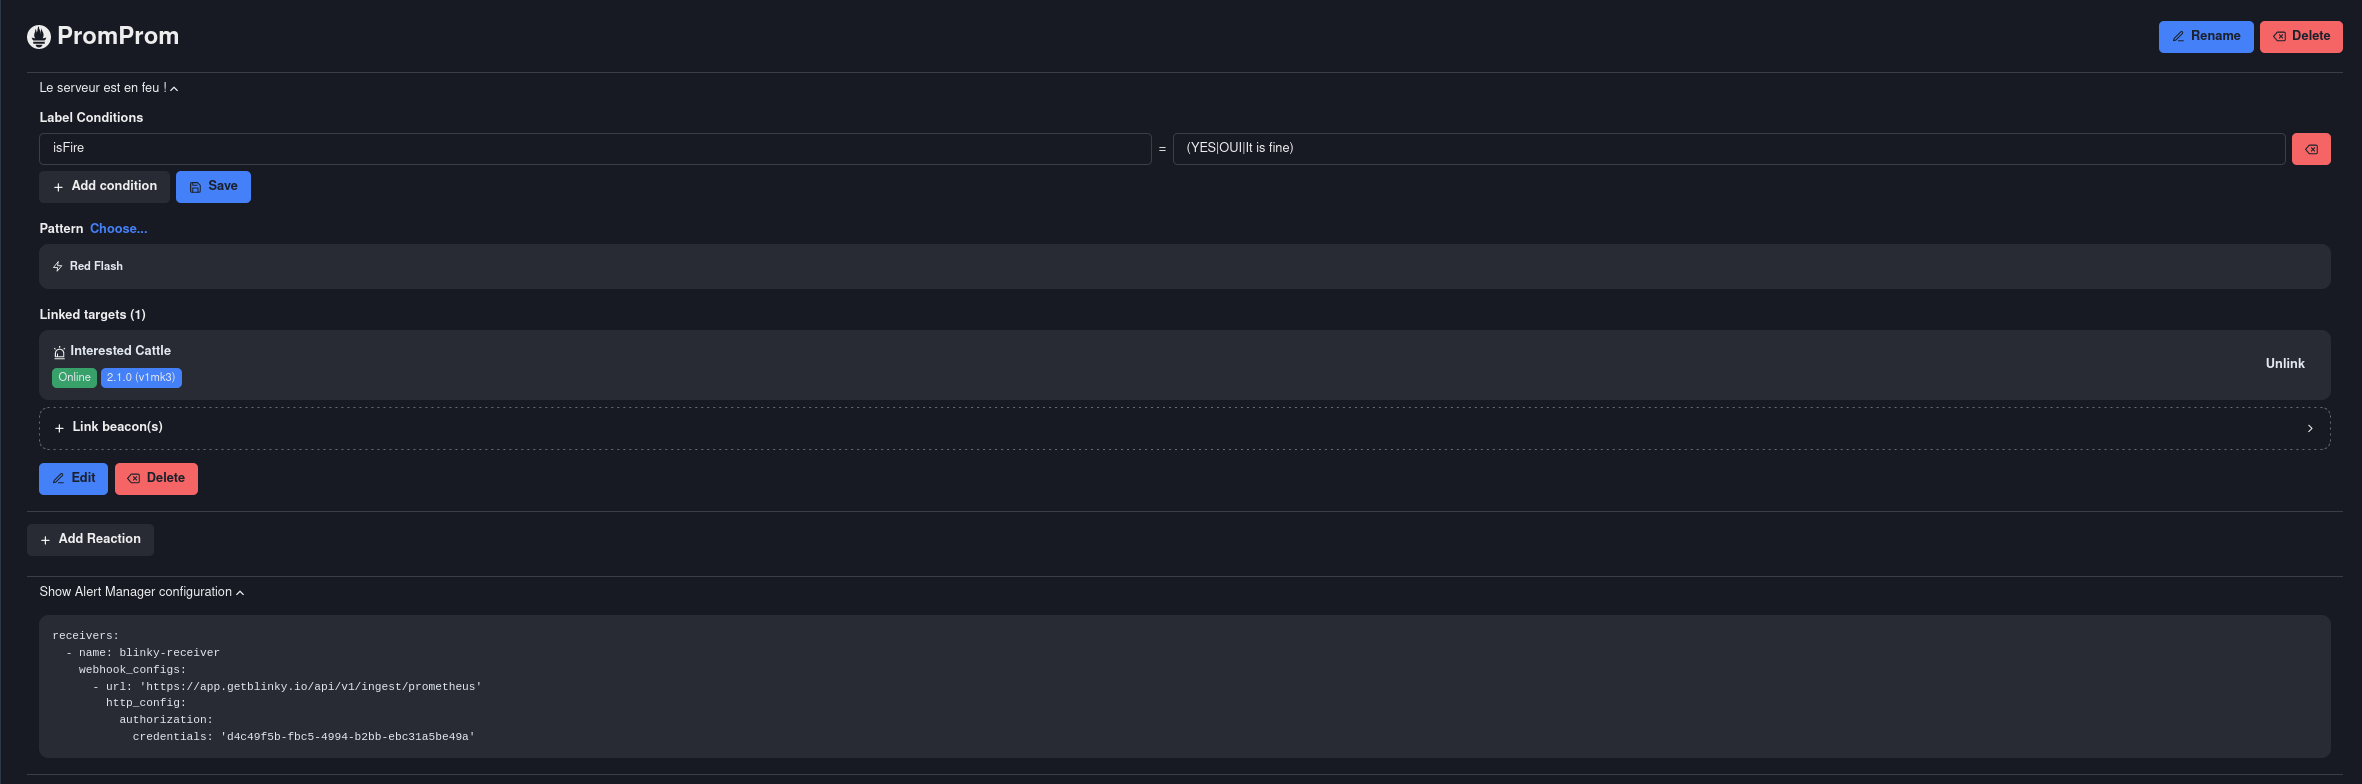 PromProm
Rename
Delete
Le serveur est en feu !
Label Conditions
isFire = (YES|OUI|It is fine)
Add condition
Save
Pattern Choose...
Red Flash
Linked targets (1)
Interested Cattle
Online 2.1.0 (v1mk3)
Unlink
Link beacon(s)
Edit
Delete
Add Reaction
Show Alert Manager configuration
receivers:
  - name: blinky-receiver
    webhook_configs:
      - url: 'https://app.getblinky.io/api/v1/ingest/prometheus'
        http_config:
          authorization:
            credentials: 'd4c49f5b-fbc5-4994-b2bb-ebc31a5be49a'